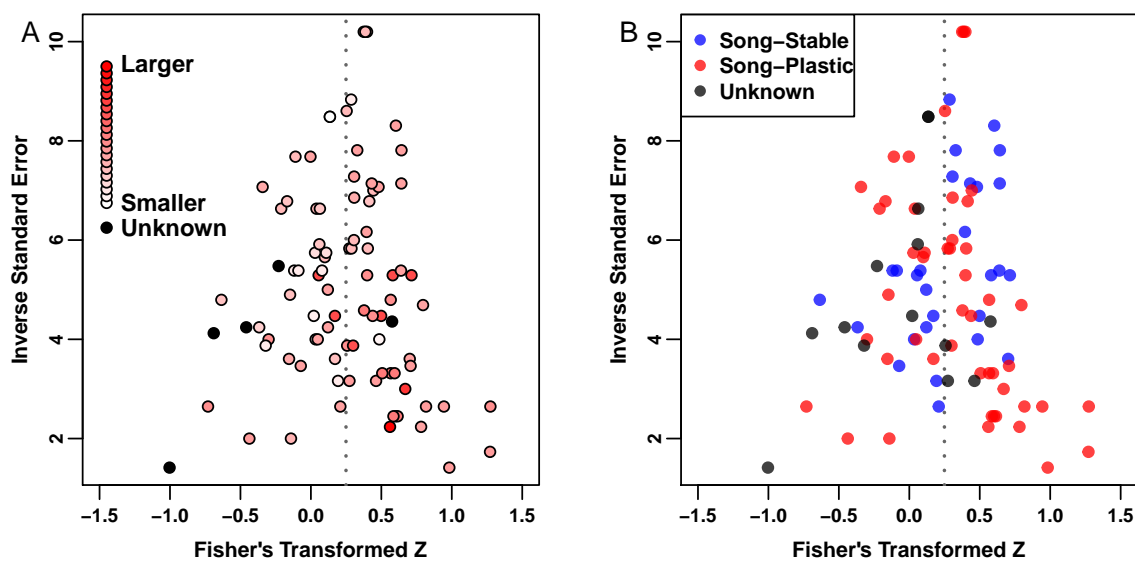 A
Larger
Smaller
Unknown
Inverse Standard Error
10
8
6
4
2
−1.5 −1.0 −0.5 0.0 0.5 1.0 1.5
Fisher's Transformed Z
B
Song−Stable
Song−Plastic
Unknown
Inverse Standard Error
10
8
6
4
2
−1.5 −1.0 −0.5 0.0 0.5 1.0 1.5
Fisher's Transformed Z